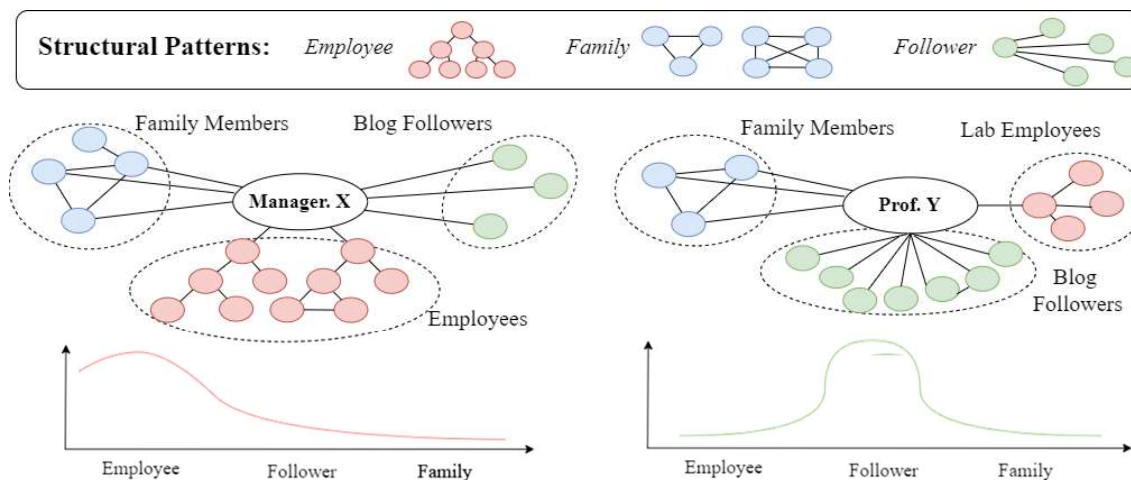 Structural Patterns: Employee Family Follower
Family Members Blog Followers
Manager. X
Employees
Family Members Lab Employees
Prof. Y
Blog
Followers
Employee Follower Family
Employee Follower Family